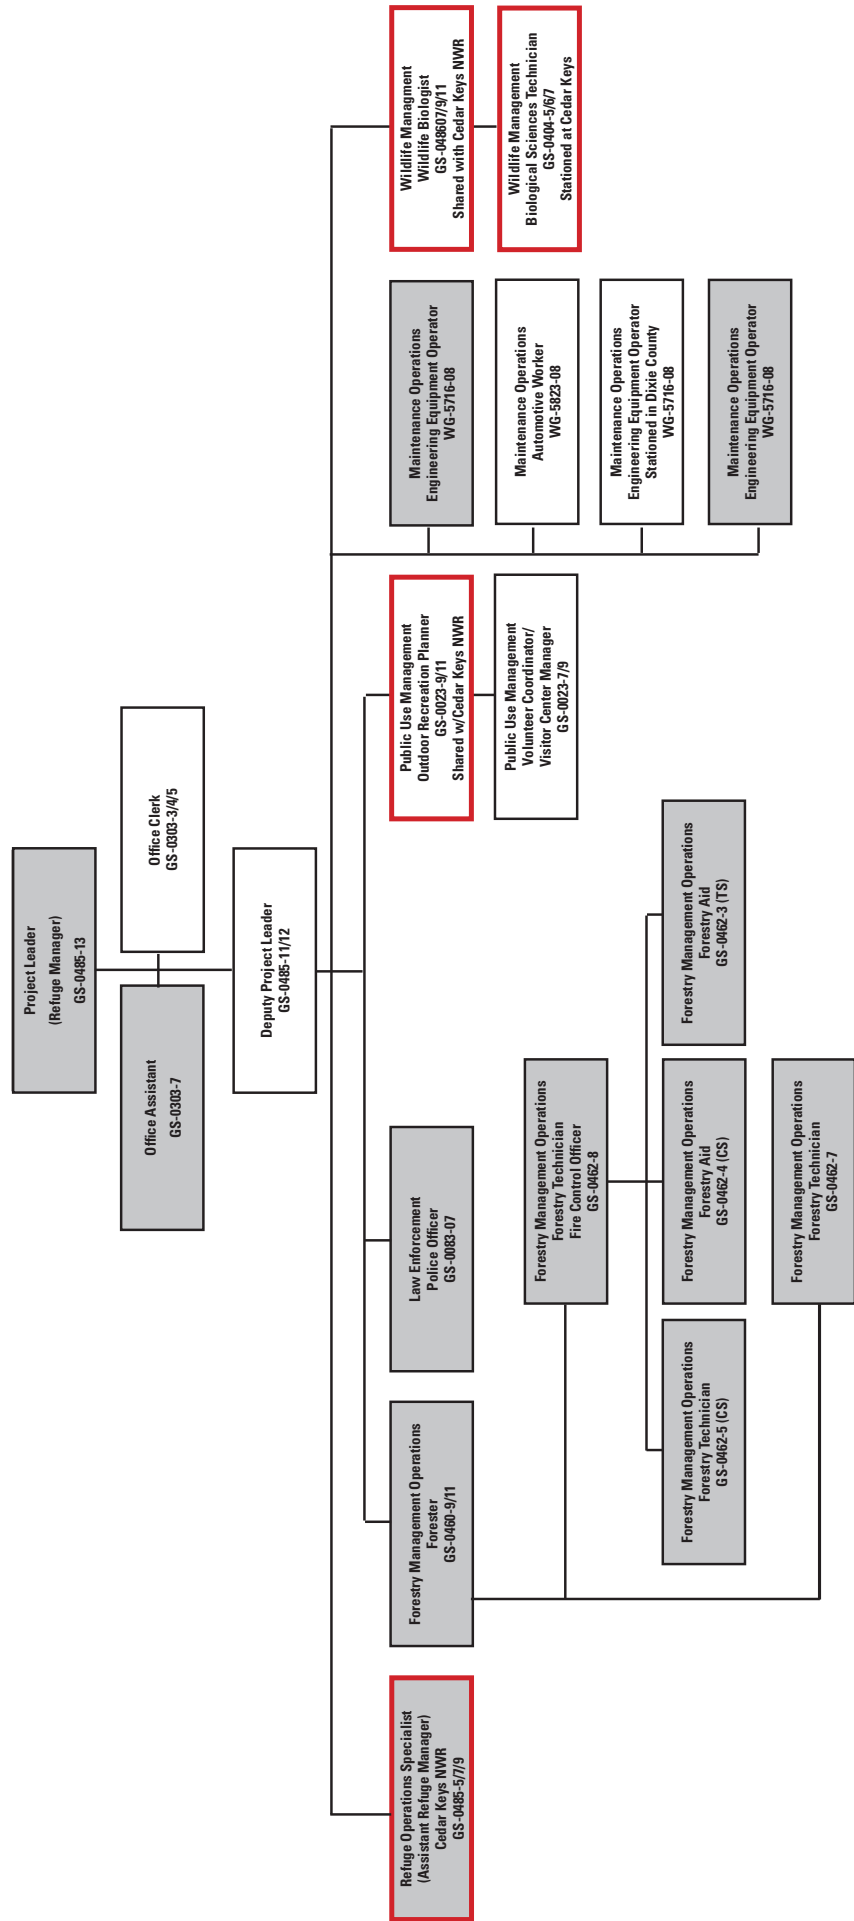 Project Leader
(Refuge Manager)
GS-0485-13
Office Assistant
GS-0303-7
Office Clerk
GS-0303-3/4/5
Deputy Project Leader
GS-0485-11/12
Refuge Operations Specialist
(Assistant Refuge Manager)
Cedar Keys NWR
GS-0485-5/7/9
Forestry Management Operations
Forester
GS-0460-9/11
Law Enforcement
Police Officer
GS-0083-07
Public Use Management
Outdoor Recreation Planner
GS-0023-9/11
Shared w/Cedar Keys NWR
Maintenance Operations
Engineering Equipment Operator
WG-5716-08
Wildlife Managment
Wildlife Biologist
GS-048607/9/11
Shared with Cedar Keys NWR
Public Use Management
Volunteer Coordinator/
Visitor Center Manager
GS-0023-7/9
Maintenance Operations
Automotive Worker
WG-5823-08
Wildlife Management
Biological Sciences Technician
GS-0404-5/6/7
Stationed at Cedar Keys
Forestry Management Operations
Forestry Technician
Fire Control Officer
GS-0462-8
Maintenance Operations
Engineering Equipment Operator
Stationed in Dixie County
WG-5716-08
Forestry Management Operations
Forestry Technician
GS-0462-5 (CS)
Forestry Management Operations
Forestry Aid
GS-0462-4 (CS)
Forestry Management Operations
Forestry Aid
GS-0462-3 (TS)
Maintenance Operations
Engineering Equipment Operator
WG-5716-08
Forestry Management Operations
Forestry Technician
GS-0462-7